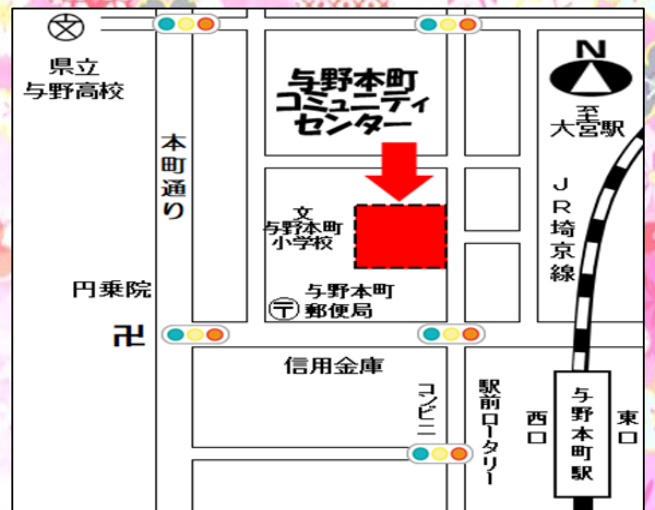 県立
与野高校
与野本町
コミュニティ
センター
N
至
大宮駅
本町通り
文
与野本町
小学校
JR埼京線
円乗院
卍
〒
与野本町
郵便局
信用金庫
コンビニ
駅前ロータリー
西口
与野本町駅
東口